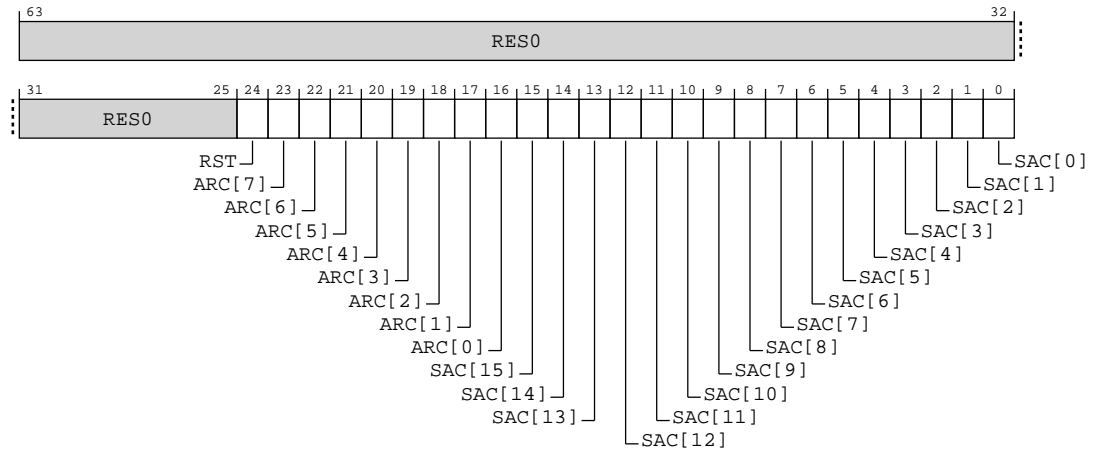 63 32
RES0
31 25 24 23 22 21 20 19 18 17 16 15 14 13 12 11 10 9 8 7 6 5 4 3 2 1 0
RES0
RST SAC[0]
ARC[7] SAC[1]
ARC[6] SAC[2]
ARC[5] SAC[3]
ARC[4] SAC[4]
ARC[3] SAC[5]
ARC[2] SAC[6]
ARC[1] SAC[7]
ARC[0] SAC[8]
SAC[15] SAC[9]
SAC[14] SAC[10]
SAC[13] SAC[11]
SAC[12]